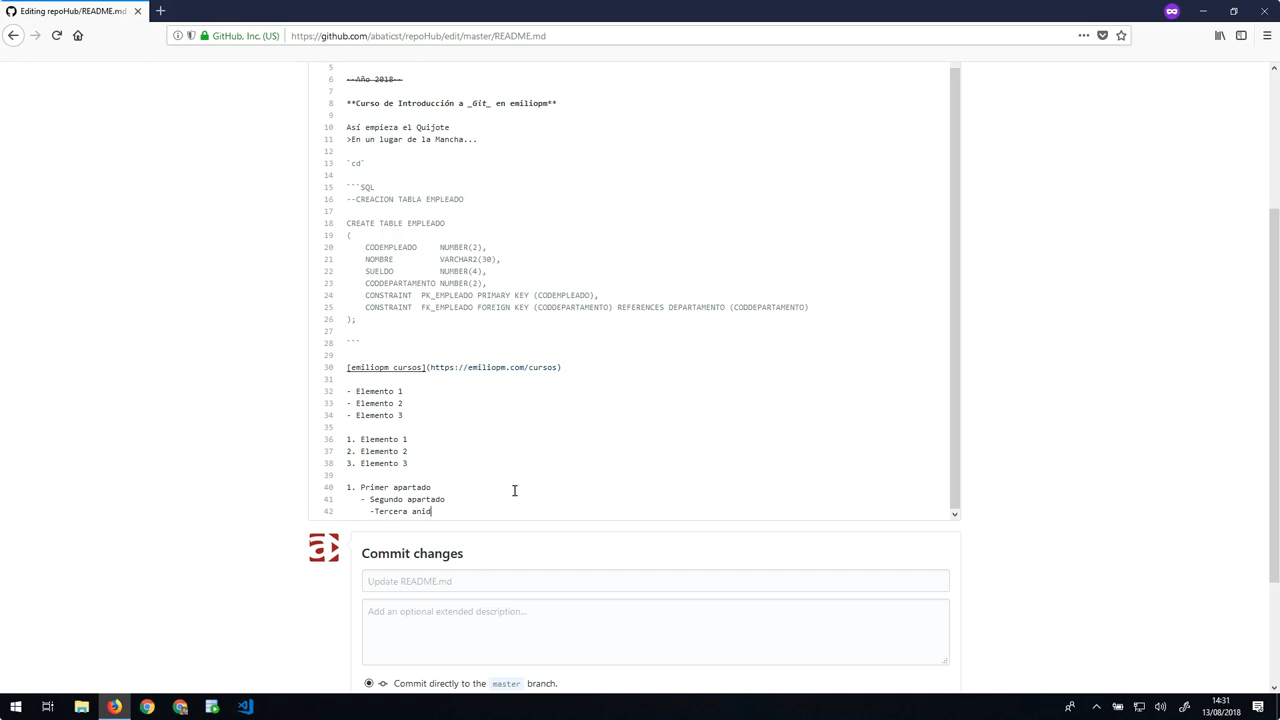 Editing repoHub/README.md
GitHub, Inc. (US)
https://github.com/abaticst/repoHub/edit/master/README.md
5
6 ~~Año 2018~~
7
8 **Curso de Introducción a _Git_ en emiliopm**
9
10 Así empieza el Quijote
11 >En un lugar de la Mancha...
12
13 `cd`
14
15 ```SQL
16 --CREACION TABLA EMPLEADO
17
18 CREATE TABLE EMPLEADO
19 (
20 CODEMPLEADO NUMBER(2),
21 NOMBRE VARCHAR2(30),
22 SUELDO NUMBER(4),
23 CODDEPARTAMENTO NUMBER(2),
24 CONSTRAINT PK_EMPLEADO PRIMARY KEY (CODEMPLEADO),
25 CONSTRAINT FK_EMPLEADO FOREIGN KEY (CODDEPARTAMENTO) REFERENCES DEPARTAMENTO (CODDEPARTAMENTO)
26 );
27
28 ```
29
30 [emiliopm cursos](https://emiliopm.com/cursos)
31
32 - Elemento 1
33 - Elemento 2
34 - Elemento 3
35
36 1. Elemento 1
37 2. Elemento 2
38 3. Elemento 3
39
40 1. Primer apartado
41 - Segundo apartado
42 -Tercera anid
Commit changes
Update README.md
Add an optional extended description...
Commit directly to the master branch.
14:31
13/08/2018